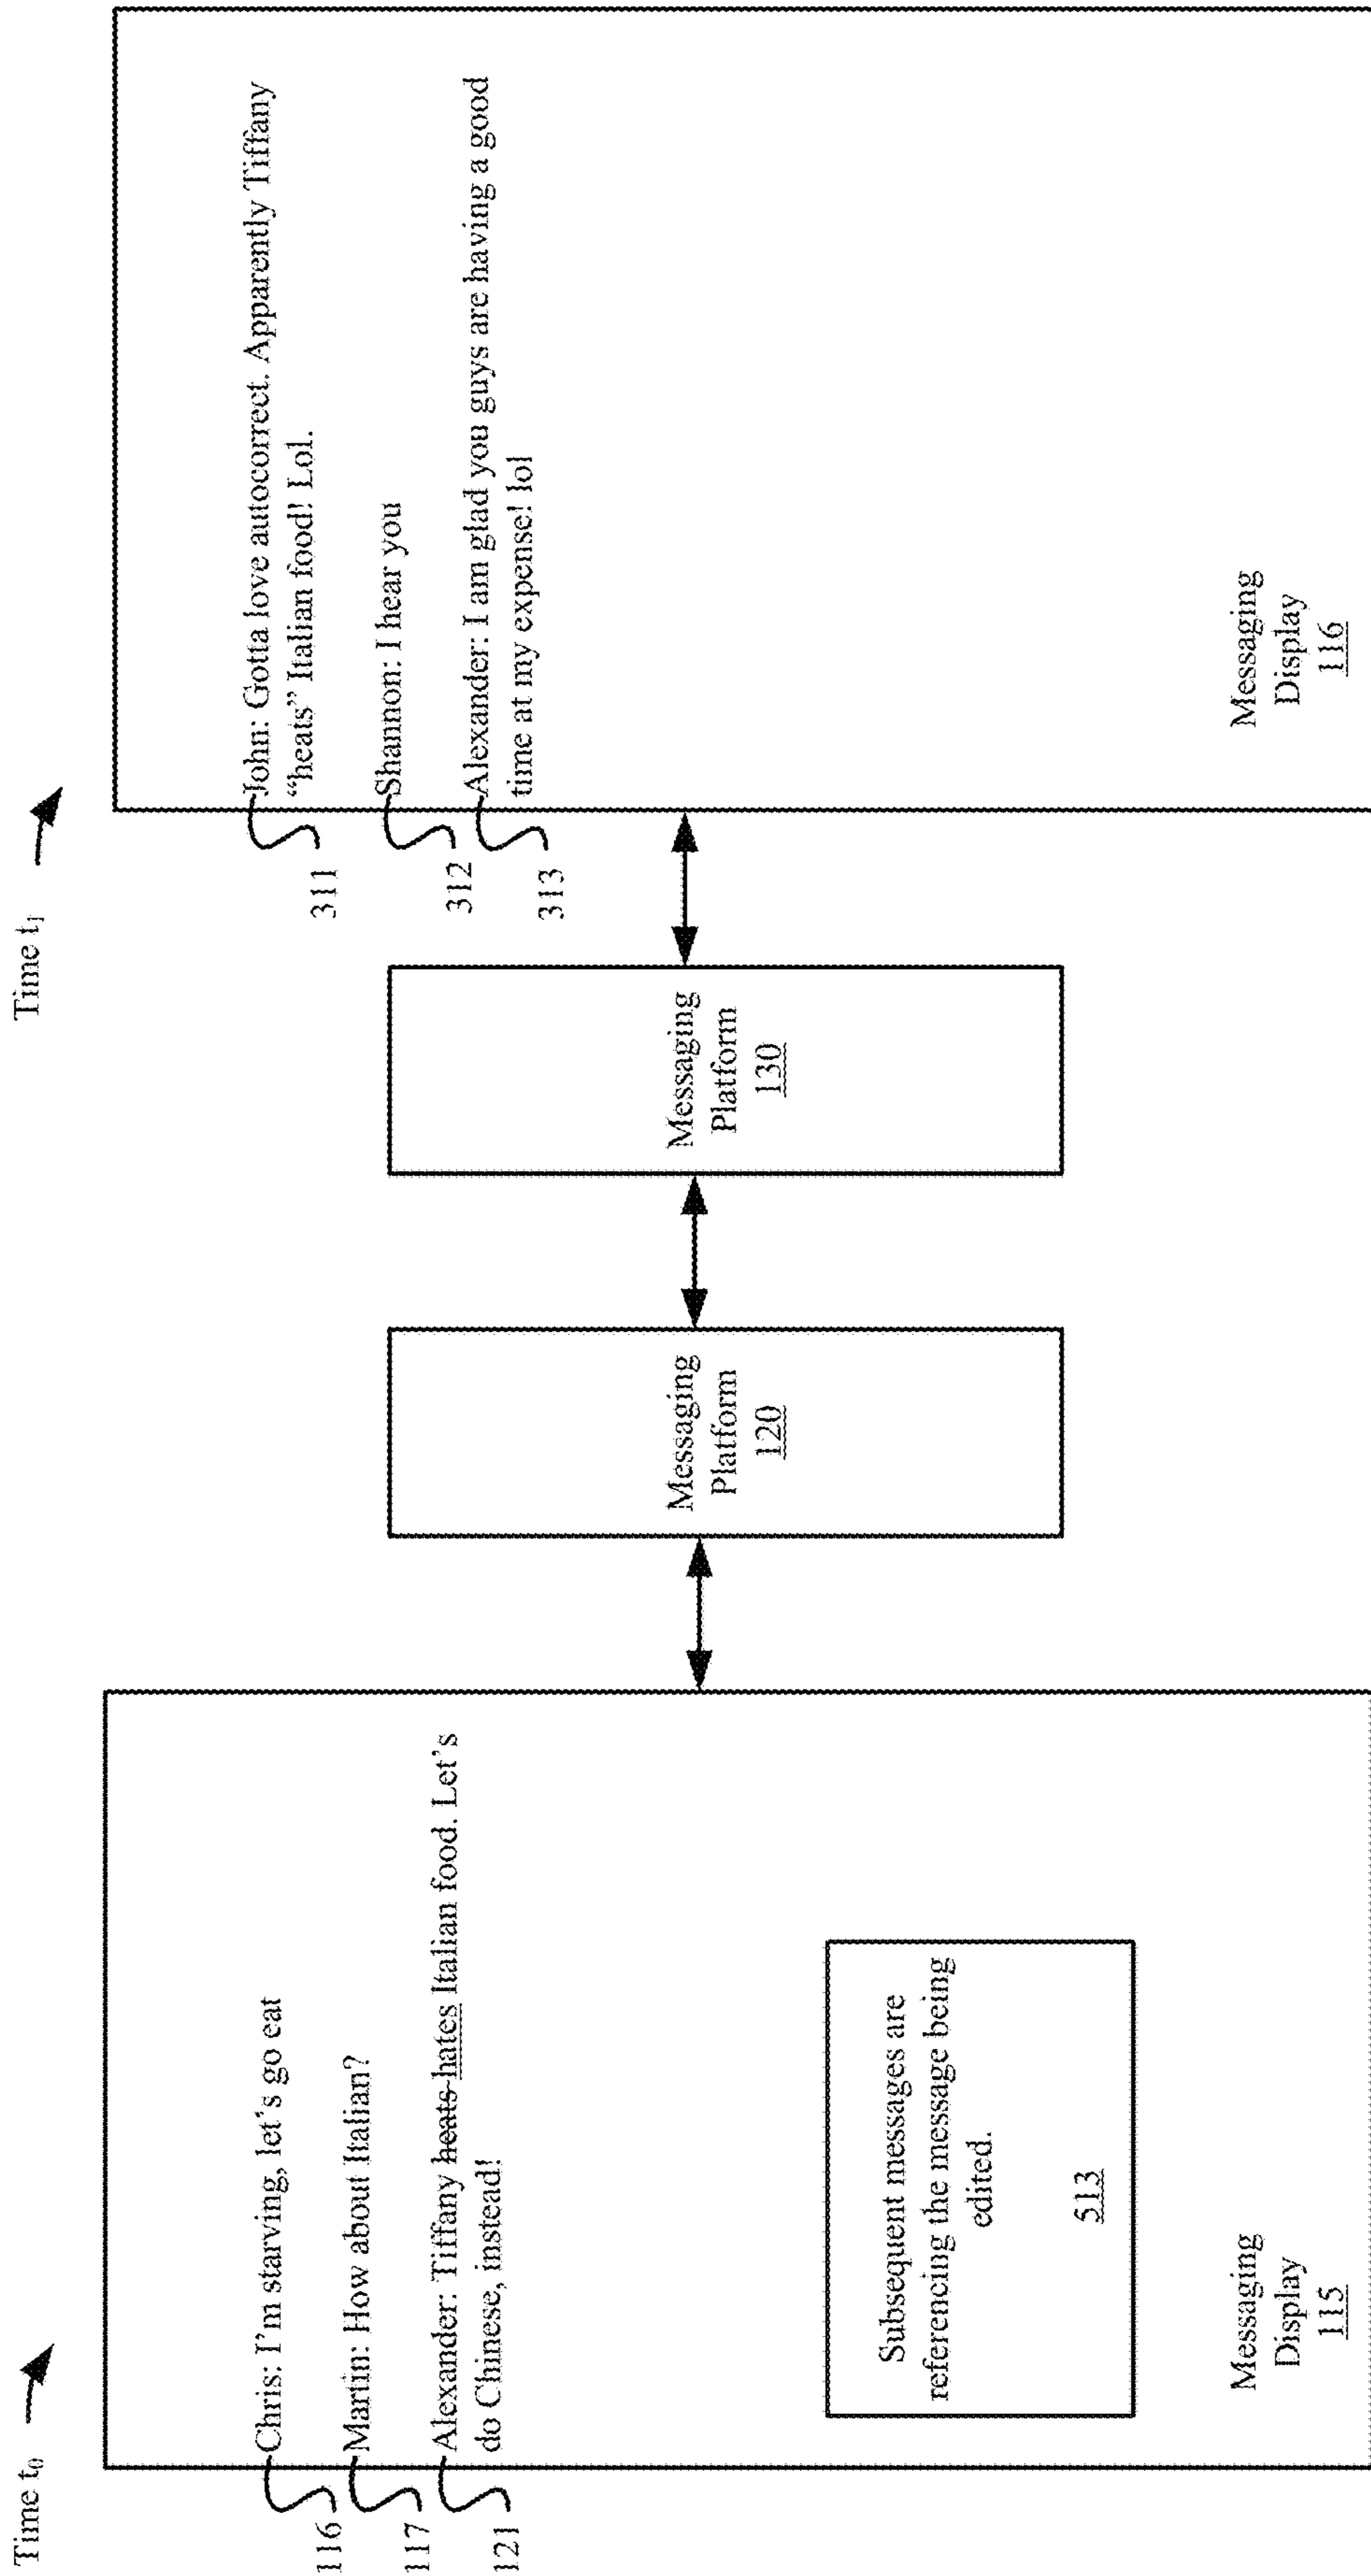 Time t0
116
Chris: I'm starving, let's go eat
117
Martin: How about Italian?
121
Alexander: Tiffany heats hates Italian food. Let's
do Chinese, instead!
Subsequent messages are
referencing the message being
edited.
513
Messaging
Display
115
Messaging
Platform
120
Messaging
Platform
130
Time t1
311
John: Gotta love autocorrect. Apparently Tiffany
“heats” Italian food! Lol.
312
Shannon: I hear you
313
Alexander: I am glad you guys are having a good
time at my expense! lol
Messaging
Display
116